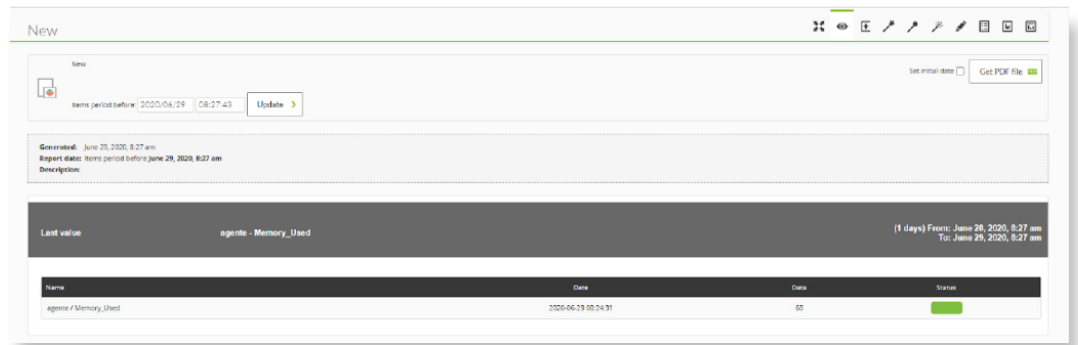 New
New
Set initial date
Get PDF file
Items period before: 2020/06/29 08:27:43 Update
Generated: June 29, 2020, 8:27 am
Report date: Items period before June 29, 2020, 8:27 am
Description:
Last value agente - Memory_Used (1 days) From: June 28, 2020, 8:27 am
To: June 29, 2020, 8:27 am
Name Date Data Status
agente / Memory_Used 2020-06-29 08:24:31 68